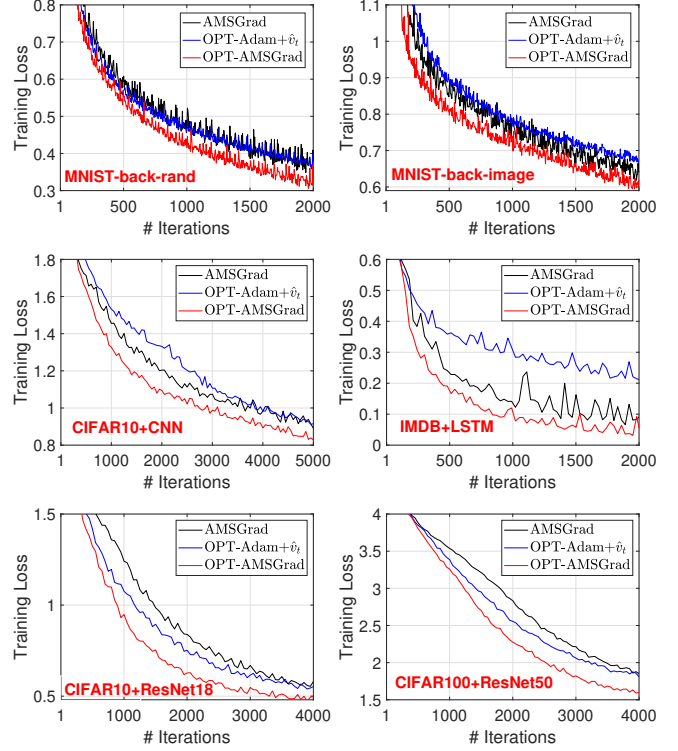 0.8
0.7
0.6
0.5
0.4
0.3
Training Loss
AMSGrad
OPT-Adam+v̂_t
OPT-AMSGrad
MNIST-back-rand
1 500 1000 1500 2000
# Iterations
1.1
1
0.9
0.8
0.7
0.6
Training Loss
AMSGrad
OPT-Adam+v̂_t
OPT-AMSGrad
MNIST-back-image
1 500 1000 1500 2000
# Iterations
1.8
1.6
1.4
1.2
1
0.8
Training Loss
AMSGrad
OPT-Adam+v̂_t
OPT-AMSGrad
CIFAR10+CNN
1 1000 2000 3000 4000 5000
# Iterations
0.6
0.5
0.4
0.3
0.2
0.1
0
Training Loss
AMSGrad
OPT-Adam+v̂_t
OPT-AMSGrad
IMDB+LSTM
1 500 1000 1500 2000
# Iterations
1.5
1
0.5
Training Loss
AMSGrad
OPT-Adam+v̂_t
OPT-AMSGrad
CIFAR10+ResNet18
1 1000 2000 3000 4000
# Iterations
4
3.5
3
2.5
2
1.5
Training Loss
AMSGrad
OPT-Adam+v̂_t
OPT-AMSGrad
CIFAR100+ResNet50
1 1000 2000 3000 4000
# Iterations